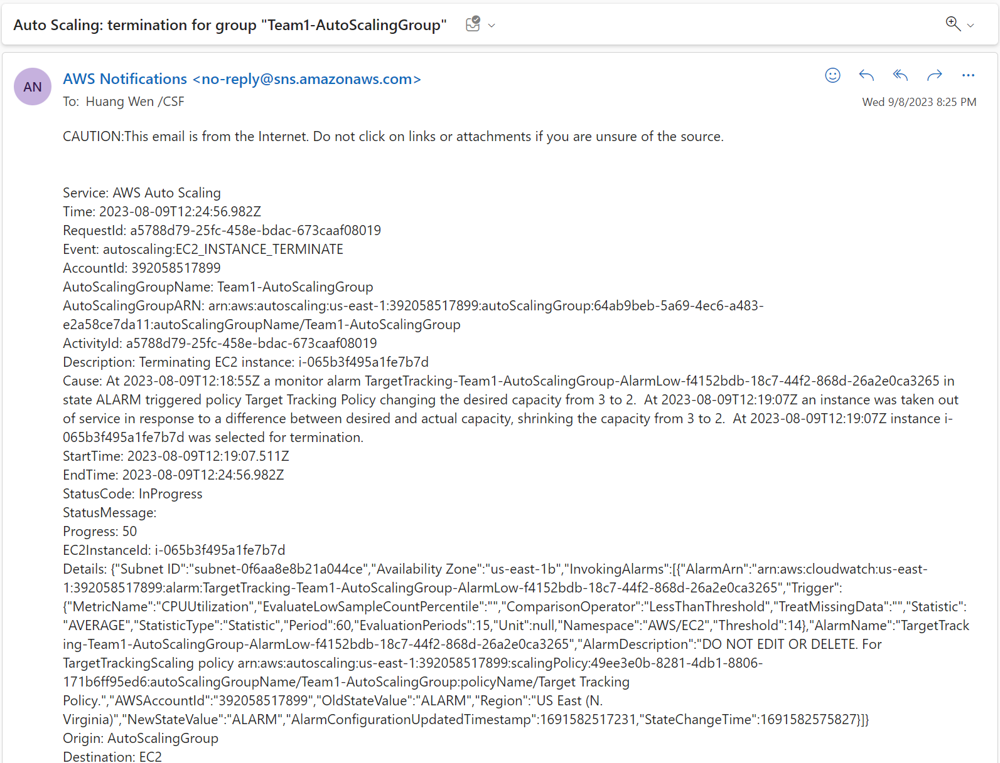 Auto Scaling: termination for group "Team1-AutoScalingGroup"
AN
AWS Notifications <no-reply@sns.amazonaws.com>
To: Huang Wen /CSF
Wed 9/8/2023 8:25 PM
CAUTION:This email is from the Internet. Do not click on links or attachments if you are unsure of the source.
Service: AWS Auto Scaling
Time: 2023-08-09T12:24:56.982Z
RequestId: a5788d79-25fc-458e-bdac-673caaf08019
Event: autoscaling:EC2_INSTANCE_TERMINATE
AccountId: 392058517899
AutoScalingGroupName: Team1-AutoScalingGroup
AutoScalingGroupARN: arn:aws:autoscaling:us-east-1:392058517899:autoScalingGroup:64ab9beb-5a69-4ec6-a483-
e2a58ce7da11:autoScalingGroupName/Team1-AutoScalingGroup
ActivityId: a5788d79-25fc-458e-bdac-673caaf08019
Description: Terminating EC2 instance: i-065b3f495a1fe7b7d
Cause: At 2023-08-09T12:18:55Z a monitor alarm TargetTracking-Team1-AutoScalingGroup-AlarmLow-f4152bdb-18c7-44f2-868d-26a2e0ca3265 in
state ALARM triggered policy Target Tracking Policy changing the desired capacity from 3 to 2.  At 2023-08-09T12:19:07Z an instance was taken out
of service in response to a difference between desired and actual capacity, shrinking the capacity from 3 to 2.  At 2023-08-09T12:19:07Z instance i-
065b3f495a1fe7b7d was selected for termination.
StartTime: 2023-08-09T12:19:07.511Z
EndTime: 2023-08-09T12:24:56.982Z
StatusCode: InProgress
StatusMessage:
Progress: 50
EC2InstanceId: i-065b3f495a1fe7b7d
Details: {"Subnet ID":"subnet-0f6aa8e8b21a044ce","Availability Zone":"us-east-1b","InvokingAlarms":[{"AlarmArn":"arn:aws:cloudwatch:us-east-
1:392058517899:alarm:TargetTracking-Team1-AutoScalingGroup-AlarmLow-f4152bdb-18c7-44f2-868d-26a2e0ca3265","Trigger":
{"MetricName":"CPUUtilization","EvaluateLowSampleCountPercentile":"","ComparisonOperator":"LessThanThreshold","TreatMissingData":"","Statistic":
"AVERAGE","StatisticType":"Statistic","Period":60,"EvaluationPeriods":15,"Unit":null,"Namespace":"AWS/EC2","Threshold":14},"AlarmName":"TargetTrack
ing-Team1-AutoScalingGroup-AlarmLow-f4152bdb-18c7-44f2-868d-26a2e0ca3265","AlarmDescription":"DO NOT EDIT OR DELETE. For
TargetTrackingScaling policy arn:aws:autoscaling:us-east-1:392058517899:scalingPolicy:49ee3e0b-8281-4db1-8806-
171b6ff95ed6:autoScalingGroupName/Team1-AutoScalingGroup:policyName/Target Tracking
Policy.","AWSAccountId":"392058517899","OldStateValue":"ALARM","Region":"US East (N.
Virginia)","NewStateValue":"ALARM","AlarmConfigurationUpdatedTimestamp":1691582517231,"StateChangeTime":1691582575827}]}
Origin: AutoScalingGroup
Destination: EC2